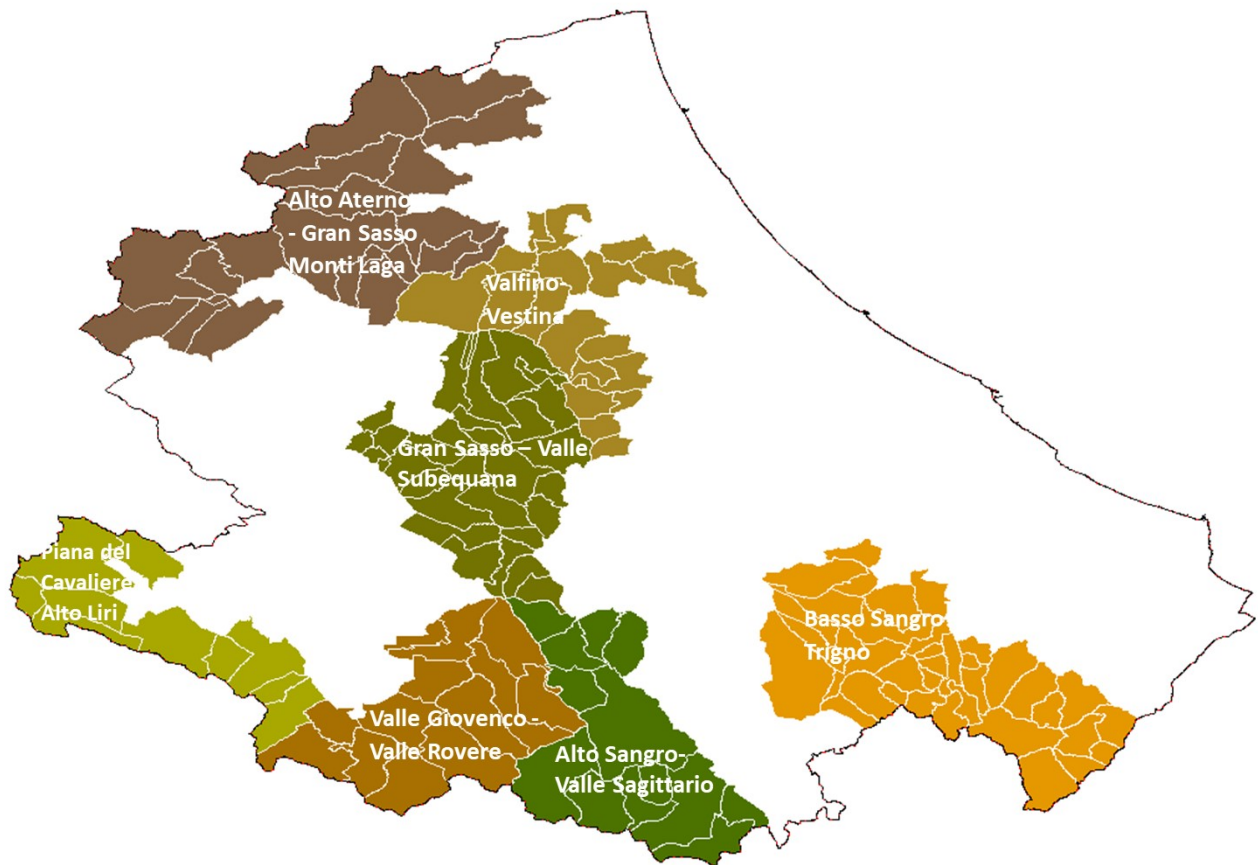 Alto Aterno
- Gran Sasso
Monti Laga
Valfino-
Vestina
Gran Sasso – Valle
Subequana
Piana del
Cavaliere
Alto Liri
Basso Sangro
Trigno
Valle Giovenco -
Valle Rovere
Alto Sangro-
Valle Sagittario